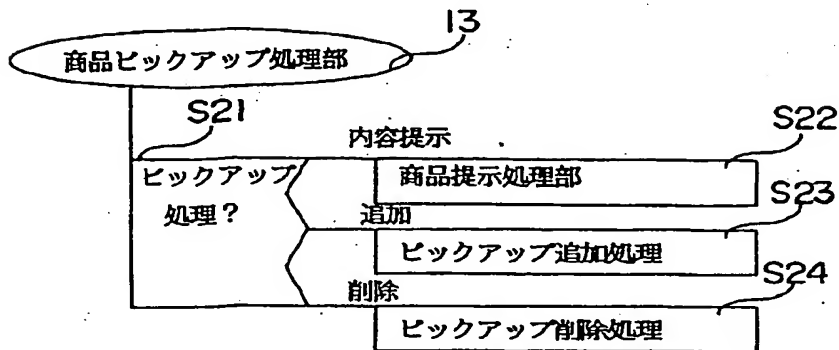 13
商品ピックアップ処理部
S21
内容提示
S22
ピックアップ
処理?
商品提示処理部
追加
S23
ピックアップ追加処理
削除
S24
ピックアップ削除処理